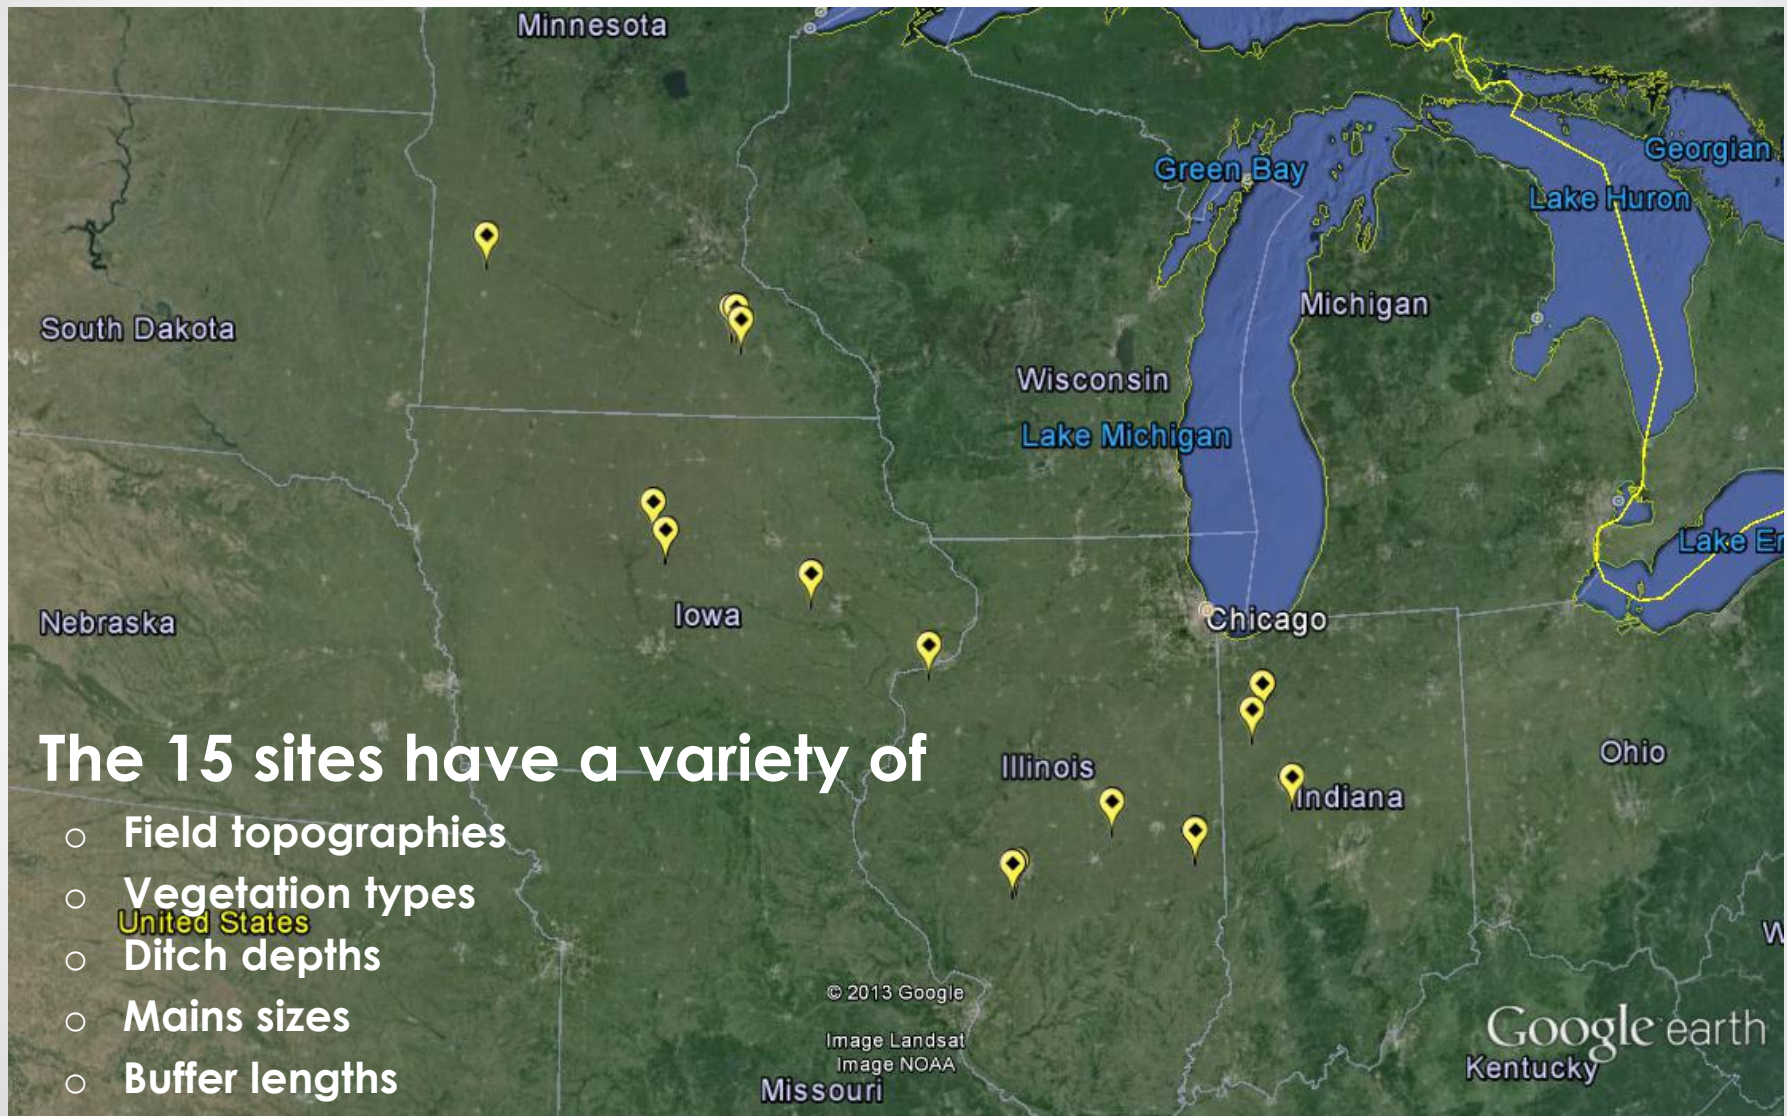 Minnesota
Georgian
Green Bay
Lake Huron
Michigan
South Dakota
Wisconsin
Lake Michigan
Lake Er
Iowa
Chicago
Nebraska
The 15 sites have a variety of
Illinois
Ohio
Indiana
o Field topographies
o Vegetation types
United States
o Ditch depths
W
© 2013 Google
o Mains sizes
Google earth
Image Landsat
Image NOAA
Kentucky
o Buffer lengths
Missouri